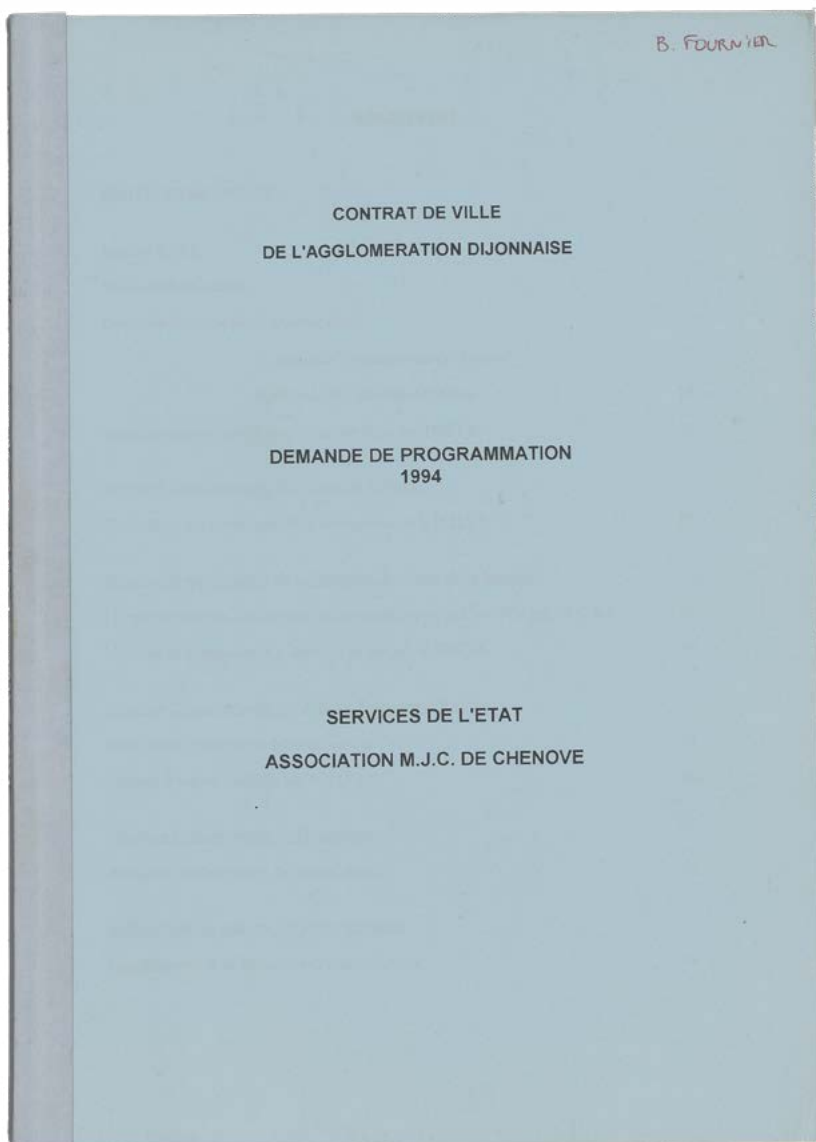 B. FOURNIER
CONTRAT DE VILLE
DE L'AGGLOMERATION DIJONNAISE
DEMANDE DE PROGRAMMATION
1994
SERVICES DE L'ETAT
ASSOCIATION M.J.C. DE CHENOVE